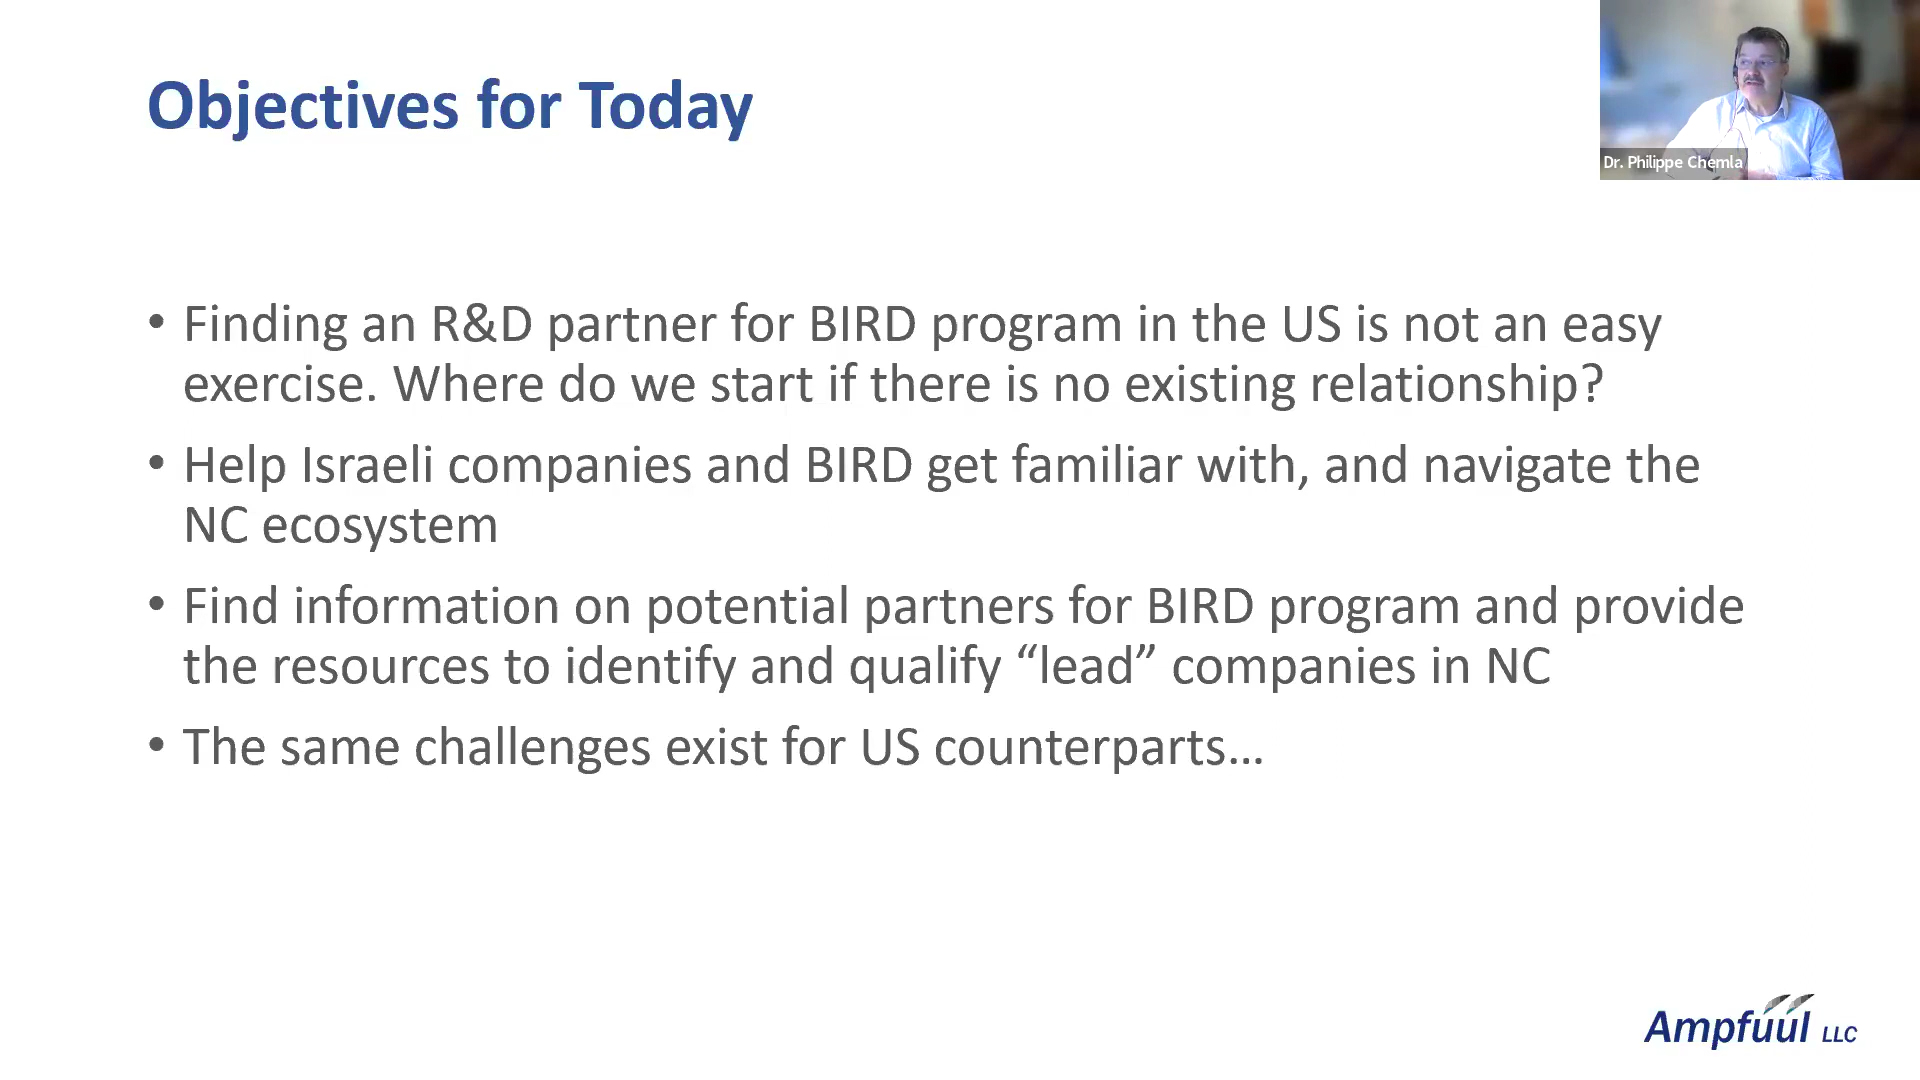 Objectives for Today
Dr. Philippe Chemla
• Finding an R&D partner for BIRD program in the US is not an easy
exercise. Where do we start if there is no existing relationship?
• Help Israeli companies and BIRD get familiar with, and navigate the
NC ecosystem
• Find information on potential partners for BIRD program and provide
the resources to identify and qualify “lead” companies in NC
• The same challenges exist for US counterparts…
Ampfuul LLC